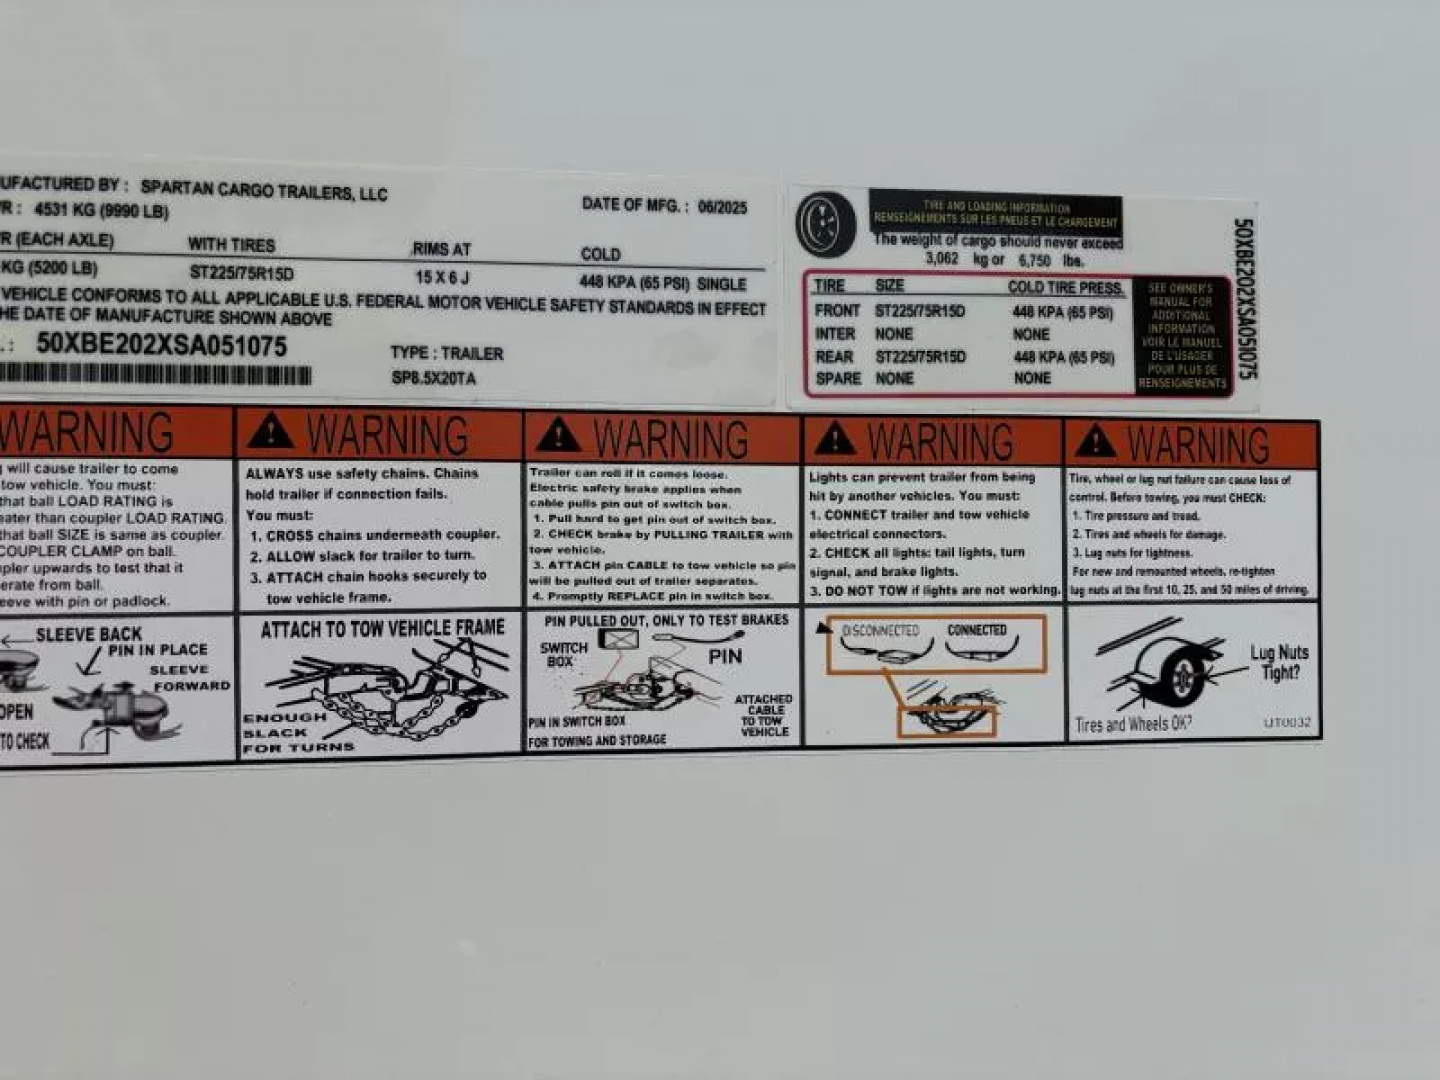 UFACTURED BY : SPARTAN CARGO TRAILERS, LLC
DATE OF MFG. : 06/2025
R : 4531 KG (9990 LB)
R (EACH AXLE) WITH TIRES RIMS AT COLD
KG (5200 LB) ST225/75R15D 15 X 6 J 448 KPA (65 PSI) SINGLE
VEHICLE CONFORMS TO ALL APPLICABLE U.S. FEDERAL MOTOR VEHICLE SAFETY STANDARDS IN EFFECT
HE DATE OF MANUFACTURE SHOWN ABOVE
. : 50XBE202XSA051075
TYPE : TRAILER
SP8.5X20TA
TIRE AND LOADING INFORMATION
RENSEIGNEMENTS SUR LES PNEUS ET LE CHARGEMENT
The weight of cargo should never exceed
3,062 kg or 6,750 lbs.
TIRE SIZE COLD TIRE PRESS.
FRONT ST225/75R15D 448 KPA (65 PSI)
INTER NONE NONE
REAR ST225/75R15D 448 KPA (65 PSI)
SPARE NONE NONE
SEE OWNER'S
MANUAL FOR
ADDITIONAL
INFORMATION
VOIR LE MANUEL
DE L'USAGER
POUR PLUS DE
RENSEIGNEMENTS
50XBE202XSA051075
WARNING
g will cause trailer to come
tow vehicle. You must:
that ball LOAD RATING is
eater than coupler LOAD RATING.
that ball SIZE is same as coupler.
COUPLER CLAMP on ball.
pler upwards to test that it
erate from ball.
eeve with pin or padlock.
SLEEVE BACK
PIN IN PLACE
SLEEVE
FORWARD
OPEN
TO CHECK
WARNING
ALWAYS use safety chains. Chains
hold trailer if connection fails.
You must:
1. CROSS chains underneath coupler.
2. ALLOW slack for trailer to turn.
3. ATTACH chain hooks securely to
tow vehicle frame.
ATTACH TO TOW VEHICLE FRAME
ENOUGH
SLACK
FOR TURNS
WARNING
Trailer can roll if it comes loose.
Electric safety brake applies when
cable pulls pin out of switch box.
1. Pull hard to get pin out of switch box.
2. CHECK brake by PULLING TRAILER with
tow vehicle.
3. ATTACH pin CABLE to tow vehicle so pin
will be pulled out of trailer separates.
4. Promptly REPLACE pin in switch box.
PIN PULLED OUT, ONLY TO TEST BRAKES
SWITCH
BOX
PIN
ATTACHED
CABLE
TO TOW
VEHICLE
PIN IN SWITCH BOX
FOR TOWING AND STORAGE
WARNING
Lights can prevent trailer from being
hit by another vehicles. You must:
1. CONNECT trailer and tow vehicle
electrical connectors.
2. CHECK all lights: tail lights, turn
signal, and brake lights.
3. DO NOT TOW if lights are not working.
DISCONNECTED CONNECTED
WARNING
Tire, wheel or lug nut failure can cause loss of
control. Before towing, you must CHECK:
1. Tire pressure and tread.
2. Tires and wheels for damage.
3. Lug nuts for tightness.
For new and remounted wheels, re-tighten
lug nuts at the first 10, 25, and 50 miles of driving.
Lug Nuts
Tight?
Tires and Wheels OK?
UT0032